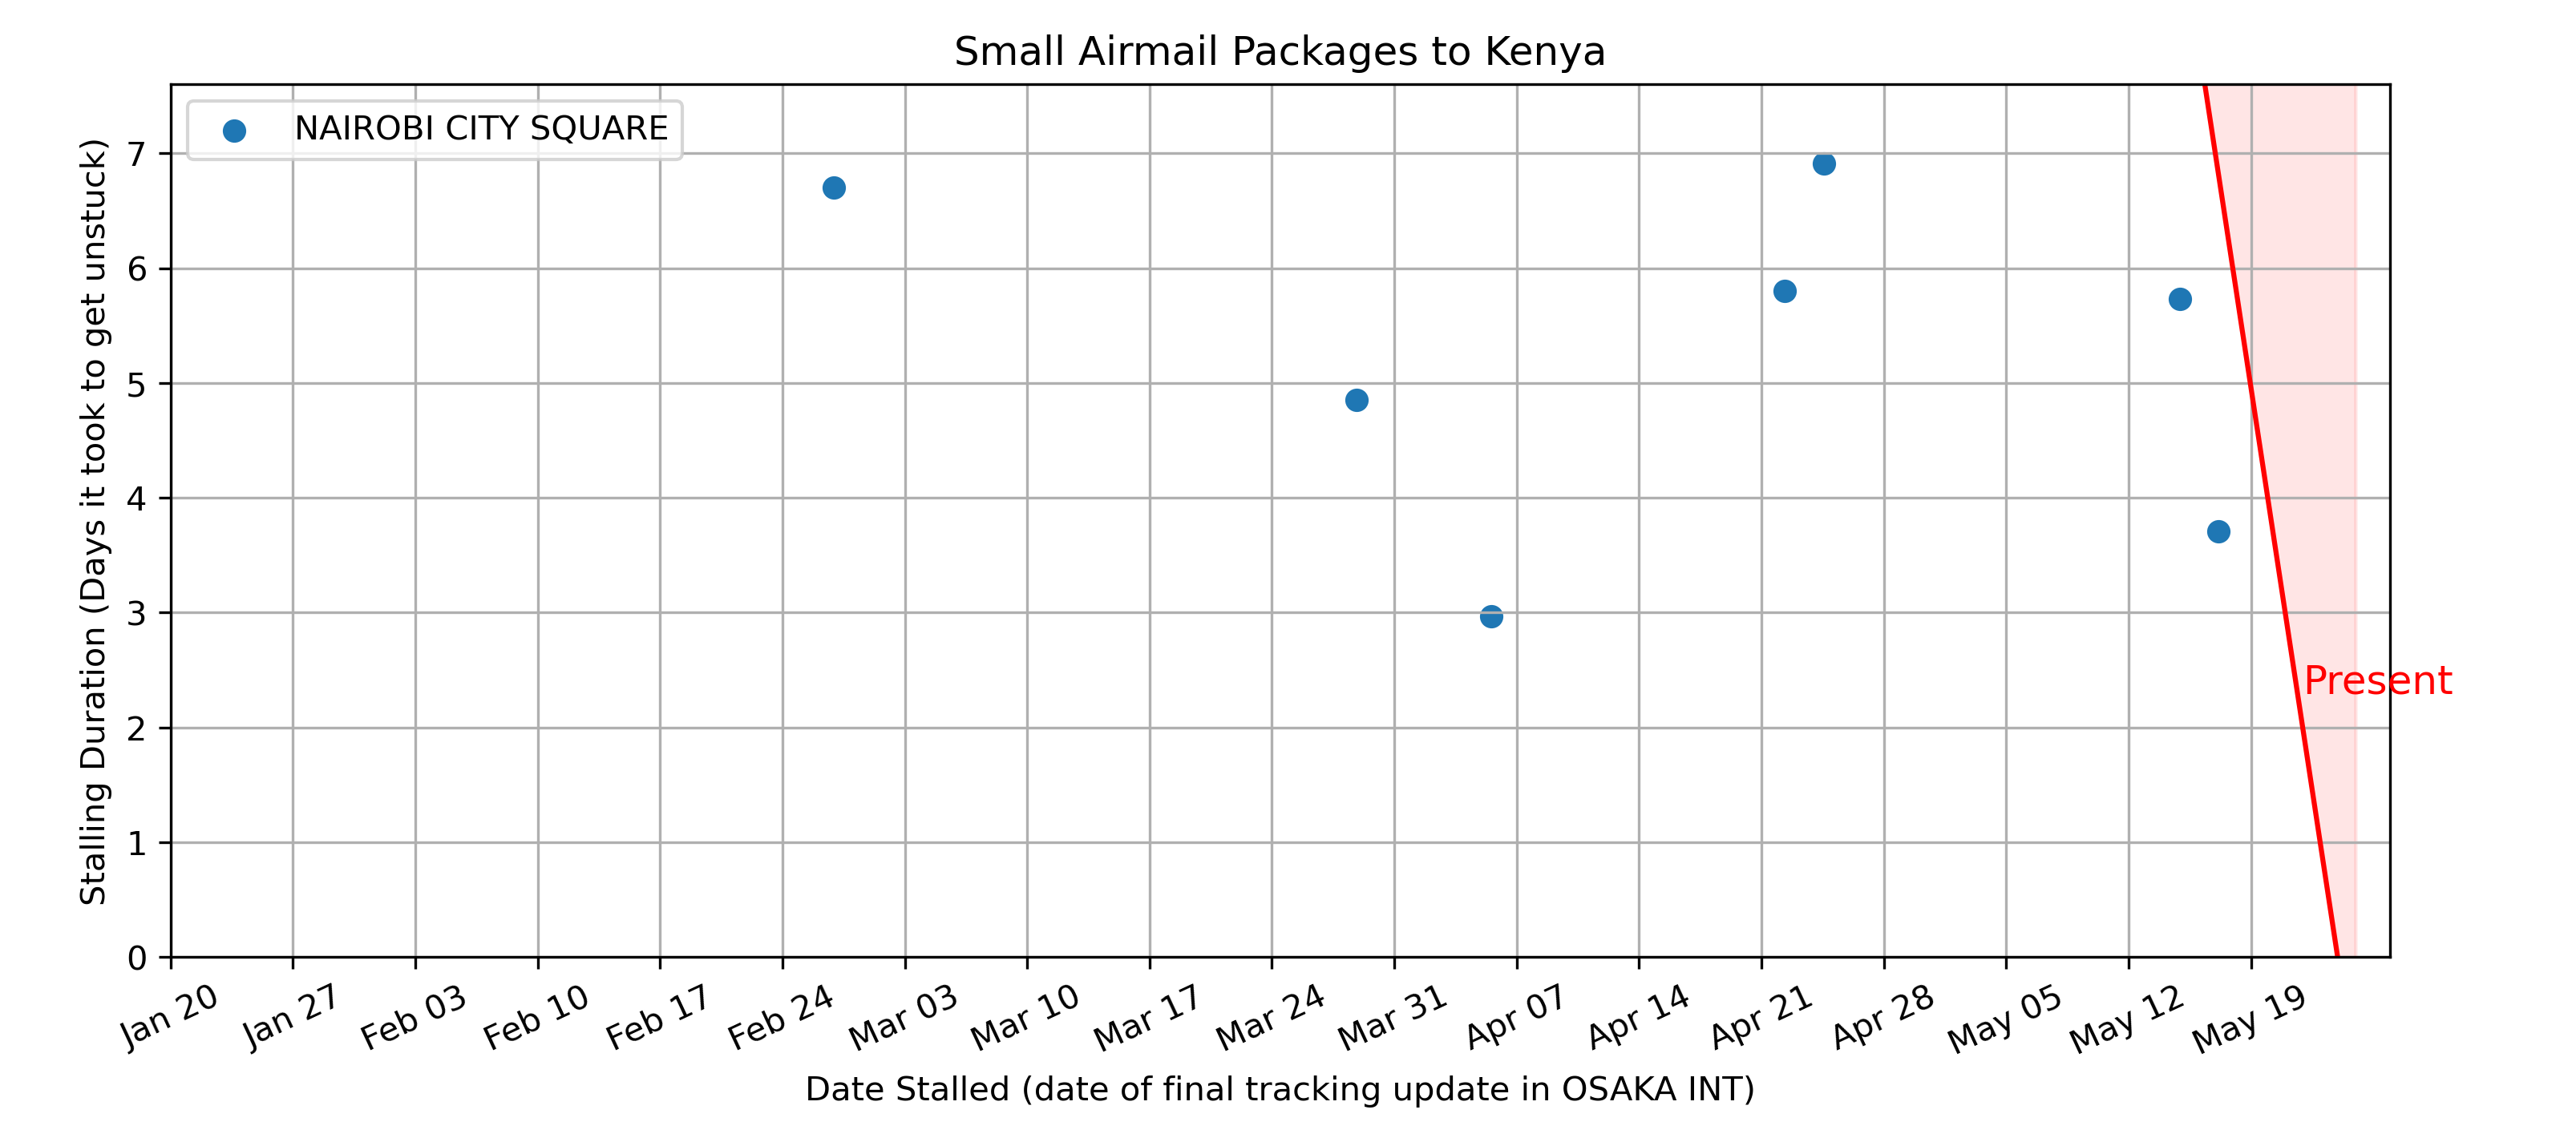 Small Airmail Packages to Kenya
NAIROBI CITY SQUARE
Stalling Duration (Days it took to get unstuck)
7
6
5
4
3
2
1
0
Present
Jan 20
Jan 27
Feb 03
Feb 10
Feb 17
Feb 24
Mar 03
Mar 10
Mar 17
Mar 24
Mar 31
Apr 07
Apr 14
Apr 21
Apr 28
May 05
May 12
May 19
Date Stalled (date of final tracking update in OSAKA INT)